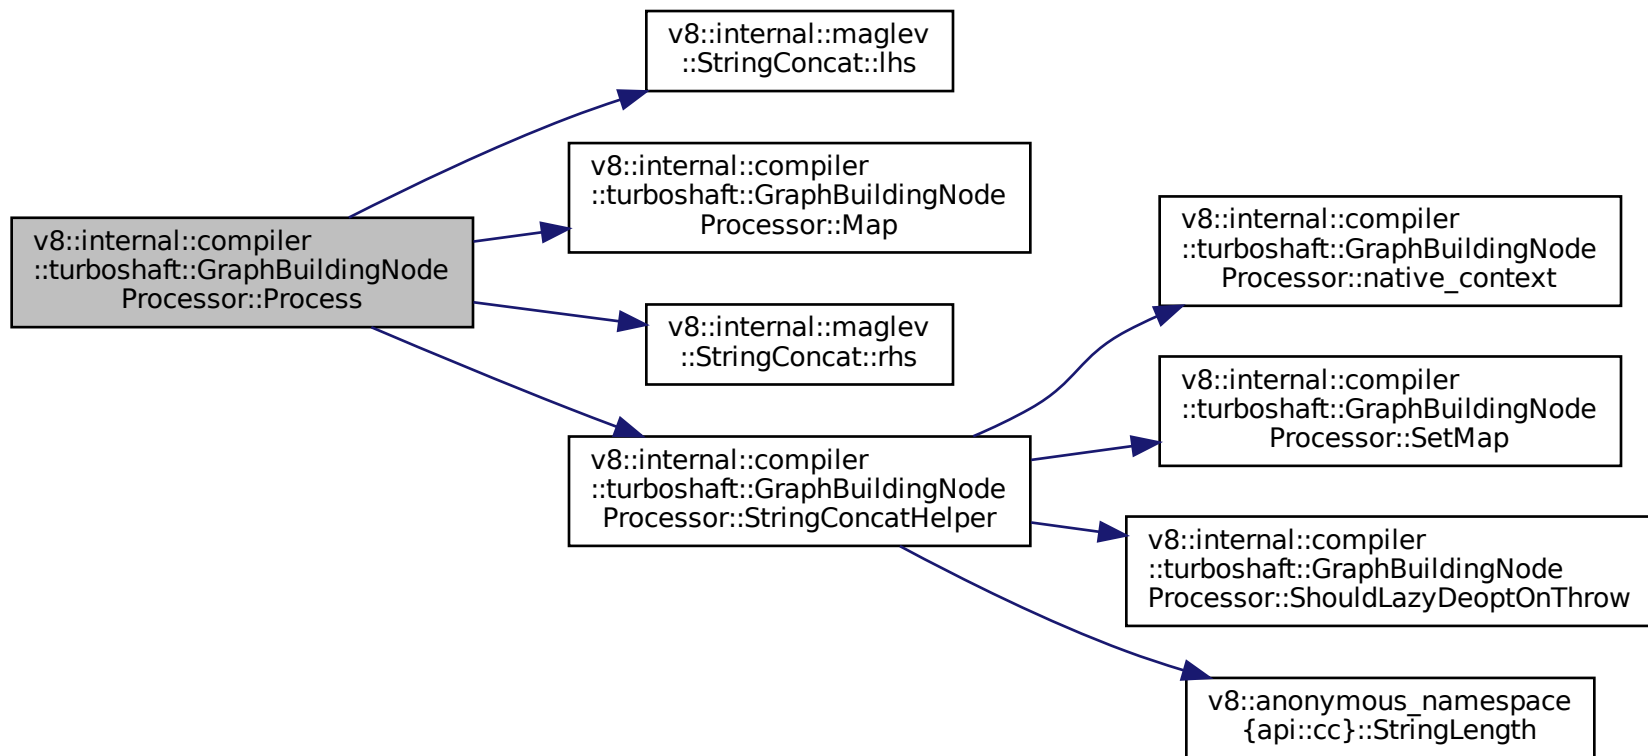 v8::internal::maglev
::StringConcat::lhs
v8::internal::compiler
::turboshaft::GraphBuildingNode
Processor::Map
v8::internal::compiler
::turboshaft::GraphBuildingNode
Processor::native_context
v8::internal::compiler
::turboshaft::GraphBuildingNode
Processor::Process
v8::internal::maglev
::StringConcat::rhs
v8::internal::compiler
::turboshaft::GraphBuildingNode
Processor::SetMap
v8::internal::compiler
::turboshaft::GraphBuildingNode
Processor::StringConcatHelper
v8::internal::compiler
::turboshaft::GraphBuildingNode
Processor::ShouldLazyDeoptOnThrow
v8::anonymous_namespace
{api::cc}::StringLength